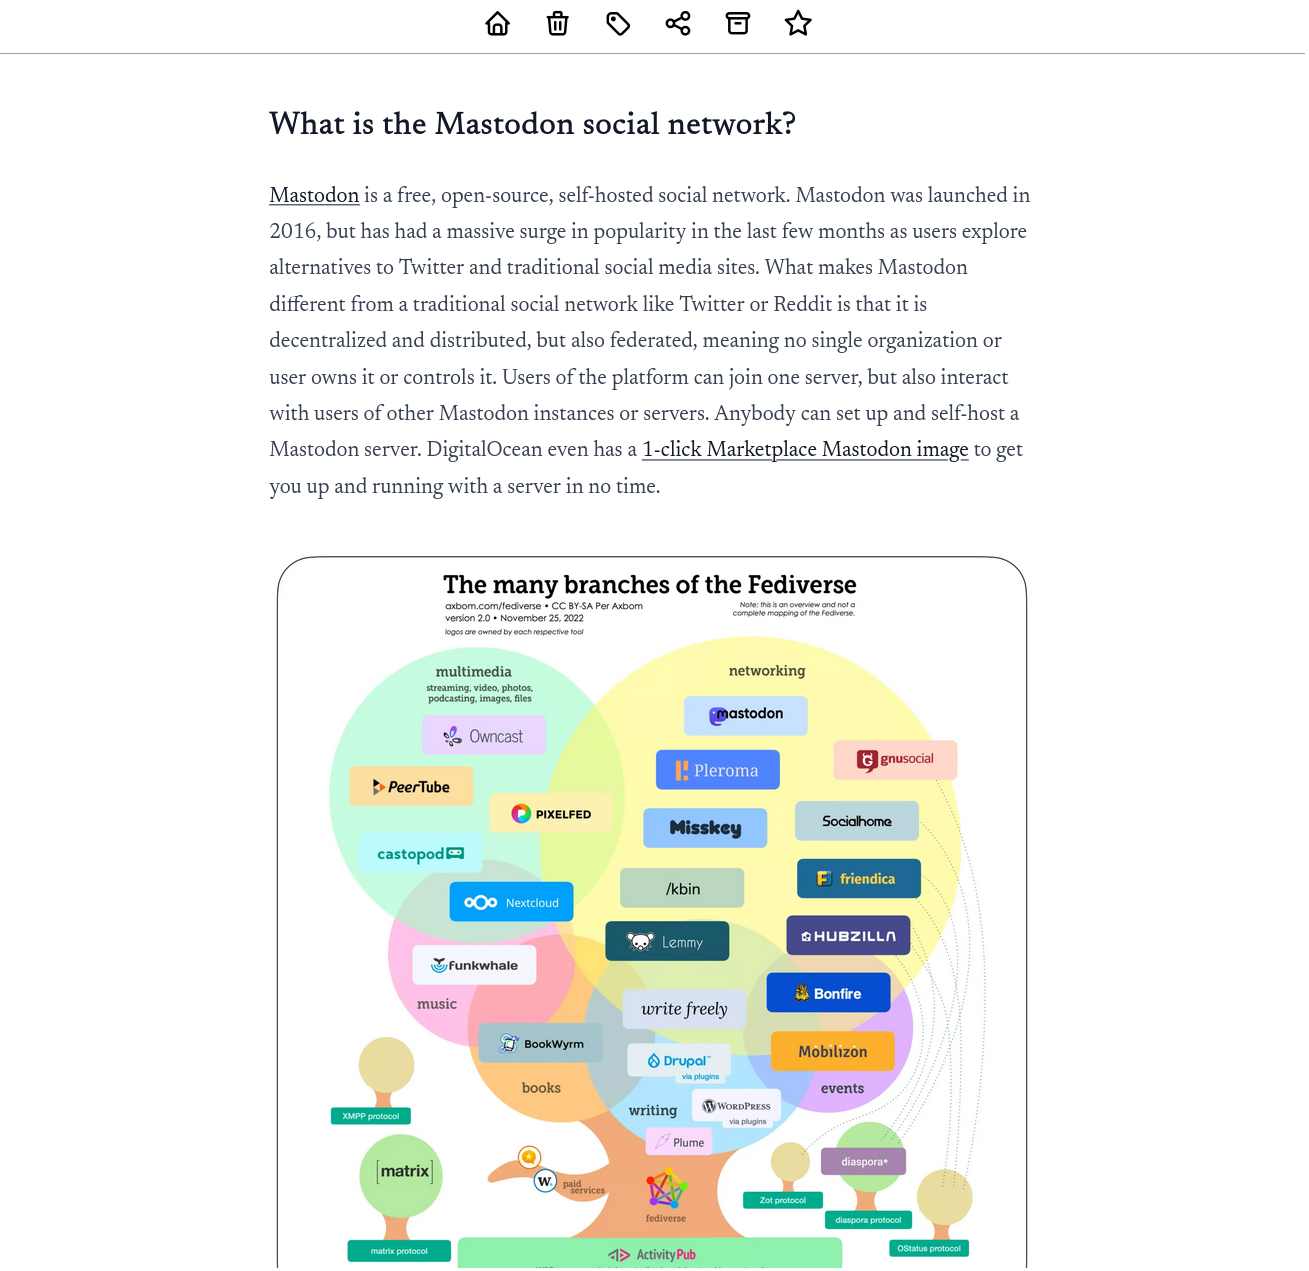 What is the Mastodon social network?
Mastodon is a free, open-source, self-hosted social network. Mastodon was launched in
2016, but has had a massive surge in popularity in the last few months as users explore
alternatives to Twitter and traditional social media sites. What makes Mastodon
different from a traditional social network like Twitter or Reddit is that it is
decentralized and distributed, but also federated, meaning no single organization or
user owns it or controls it. Users of the platform can join one server, but also interact
with users of other Mastodon instances or servers. Anybody can set up and self-host a
Mastodon server. DigitalOcean even has a 1-click Marketplace Mastodon image to get
you up and running with a server in no time.
The many branches of the Fediverse
axbom.com/fediverse • CC BY-SA Per Axbom
version 2.0 • November 25, 2022
logos are owned by each respective tool
Note: this is an overview and not a
complete mapping of the Fediverse.
multimedia
streaming, video, photos,
podcasting, images, files
networking
mastodon
Owncast
gnusocial
Pleroma
PeerTube
PIXELFED
Misskey
Socialhome
castopod
/kbin
friendica
Nextcloud
Lemmy
HUBZILLA
funkwhale
Bonfire
music
write freely
BookWyrm
Drupal™
via plugins
Mobilizon
books
events
writing
WORDPRESS
via plugins
XMPP protocol
Plume
[matrix]
diaspora*
W.
paid
services
Zot protocol
fediverse
diaspora protocol
matrix protocol
OStatus protocol
ActivityPub